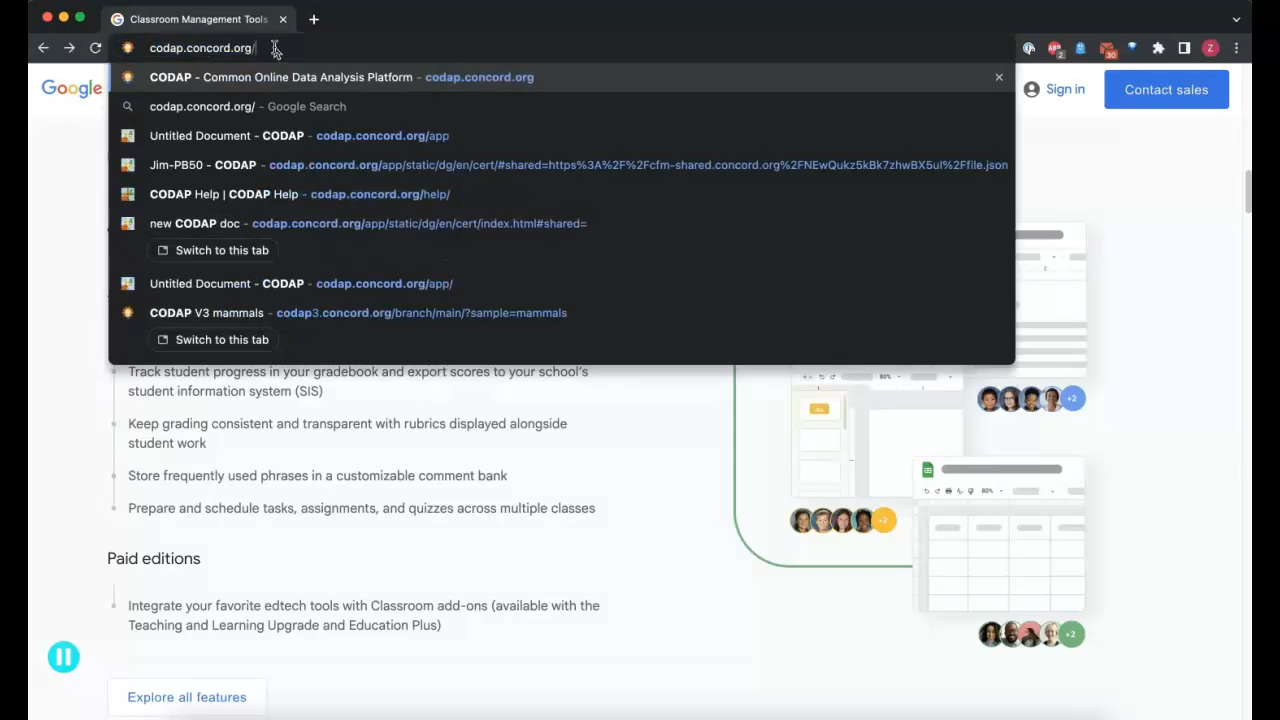 Classroom Management Tools
codap.concord.org/
2
30
Z
CODAP - Common Online Data Analysis Platform - codap.concord.org
codap.concord.org/ - Google Search
Untitled Document - CODAP - codap.concord.org/app
Jim-PB50 - CODAP - codap.concord.org/app/static/dg/en/cert/#shared=https%3A%2F%2Fcfm-shared.concord.org%2FNEwQukz5kBk7zhwBX5ul%2Ffile.json
CODAP Help | CODAP Help - codap.concord.org/help/
new CODAP doc - codap.concord.org/app/static/dg/en/cert/index.html#shared=
Switch to this tab
Untitled Document - CODAP - codap.concord.org/app/
CODAP V3 mammals - codap3.concord.org/branch/main/?sample=mammals
Switch to this tab
Google
Sign in
Contact sales
Track student progress in your gradebook and export scores to your school's
student information system (SIS)
Keep grading consistent and transparent with rubrics displayed alongside
student work
Store frequently used phrases in a customizable comment bank
Prepare and schedule tasks, assignments, and quizzes across multiple classes
Paid editions
Integrate your favorite edtech tools with Classroom add-ons (available with the
Teaching and Learning Upgrade and Education Plus)
Explore all features
2
80%
+2
+2
80%
+2